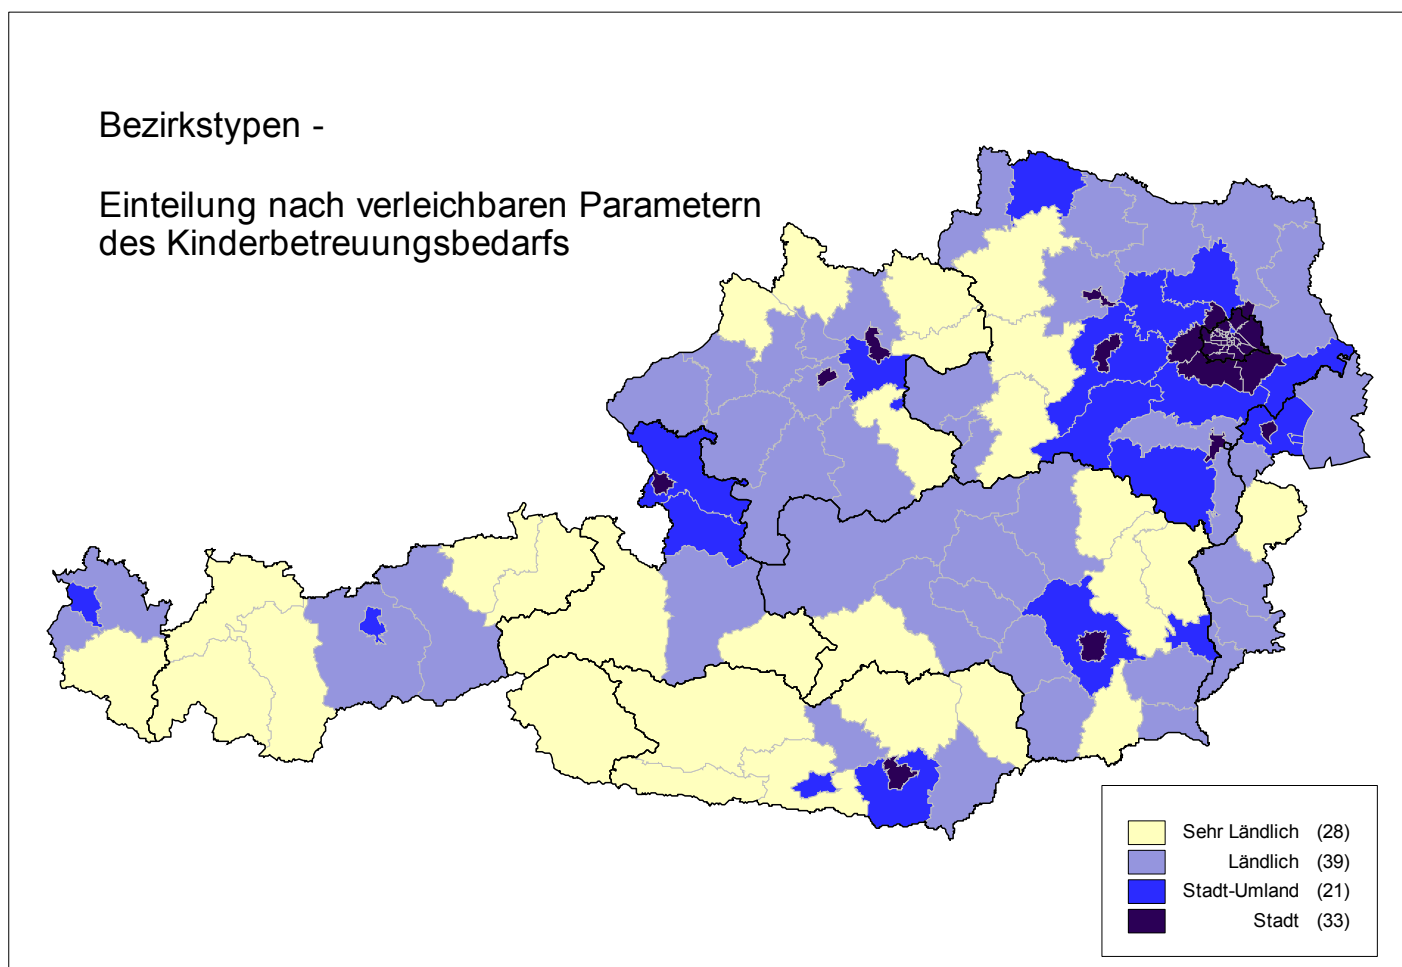 Bezirkstypen -
Einteilung nach verleichbaren Parametern
des Kinderbetreuungsbedarfs
Sehr Ländlich (28)
Ländlich (39)
Stadt-Umland (21)
Stadt (33)